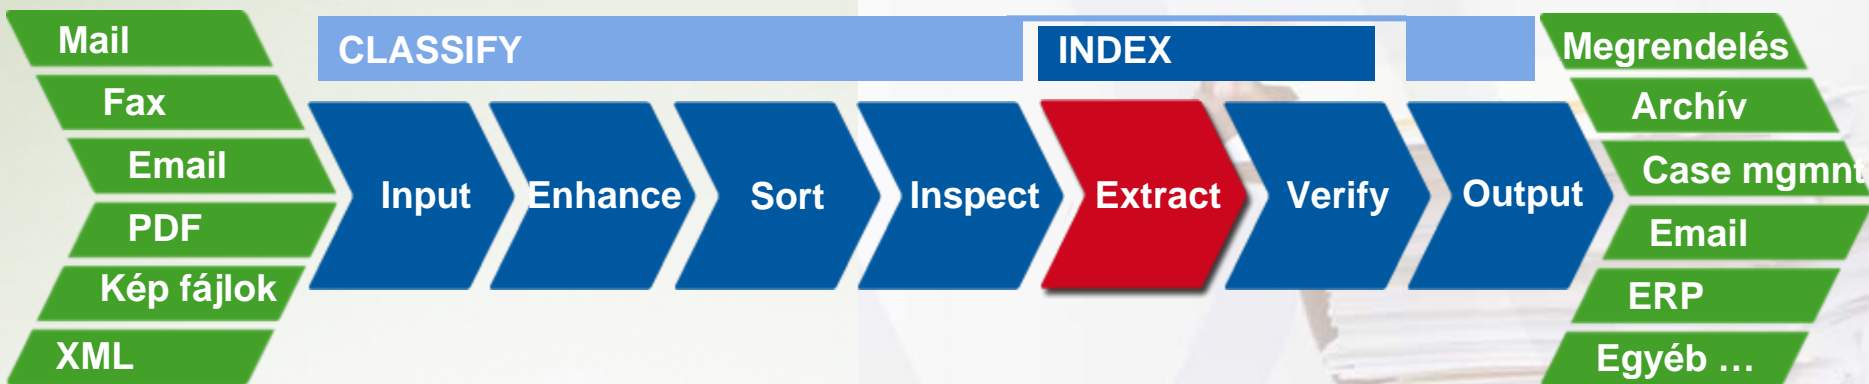 Mail
Fax
Email
PDF
Kép fájlok
XML
CLASSIFY
INDEX
Input
Enhance
Sort
Inspect
Extract
Verify
Output
Megrendelés
Archív
Case mgmnt
Email
ERP
Egyéb …